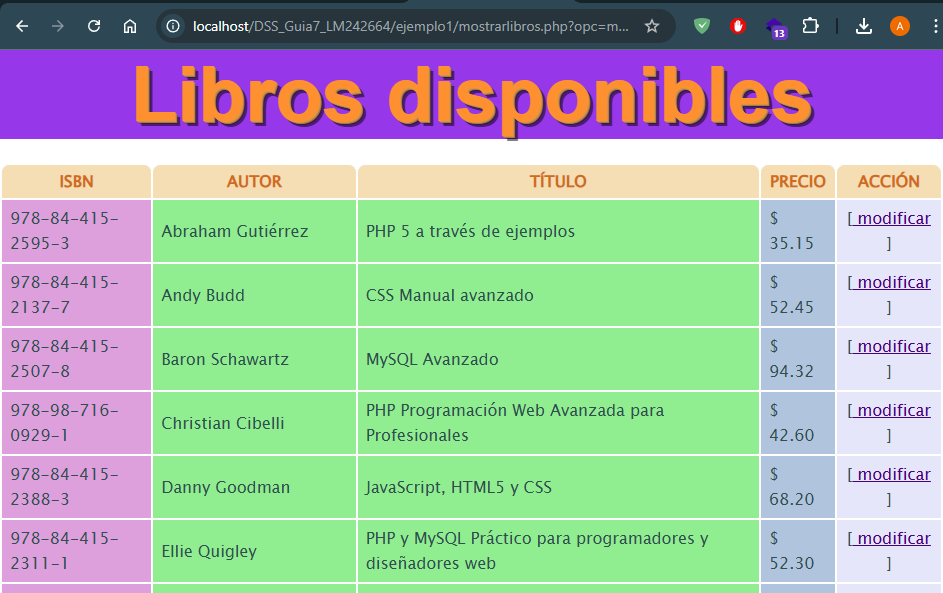 localhost/DSS_Guia7_LM242664/ejemplo1/mostrarlibros.php?opc=m...
13
A
Libros disponibles
ISBN AUTOR TÍTULO PRECIO ACCIÓN
978-84-415-2595-3 Abraham Gutiérrez PHP 5 a través de ejemplos $ 35.15 [ modificar ]
978-84-415-2137-7 Andy Budd CSS Manual avanzado $ 52.45 [ modificar ]
978-84-415-2507-8 Baron Schawartz MySQL Avanzado $ 94.32 [ modificar ]
978-98-716-0929-1 Christian Cibelli PHP Programación Web Avanzada para Profesionales $ 42.60 [ modificar ]
978-84-415-2388-3 Danny Goodman JavaScript, HTML5 y CSS $ 68.20 [ modificar ]
978-84-415-2311-1 Ellie Quigley PHP y MySQL Práctico para programadores y diseñadores web $ 52.30 [ modificar ]